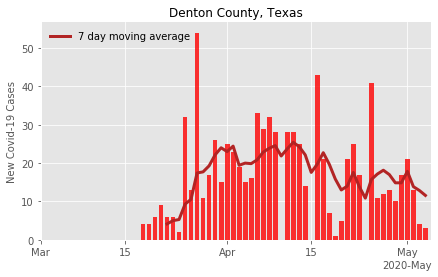 Denton County, Texas
7 day moving average
New Covid-19 Cases
50
40
30
20
10
0
Mar
15
Apr
15
May
2020-May